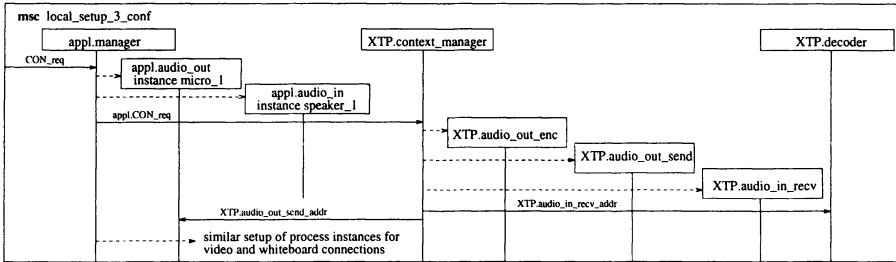 msc local_setup_3_conf
appl.manager
XTP.context_manager
XTP.decoder
CON_req
appl.audio_out
instance micro_1
appl.audio_in
instance speaker_1
appl.CON_req
XTP.audio_out_enc
XTP.audio_out_send
XTP.audio_in_recv
XTP.audio_out_send_addr
XTP.audio_in_recv_addr
similar setup of process instances for
video and whiteboard connections